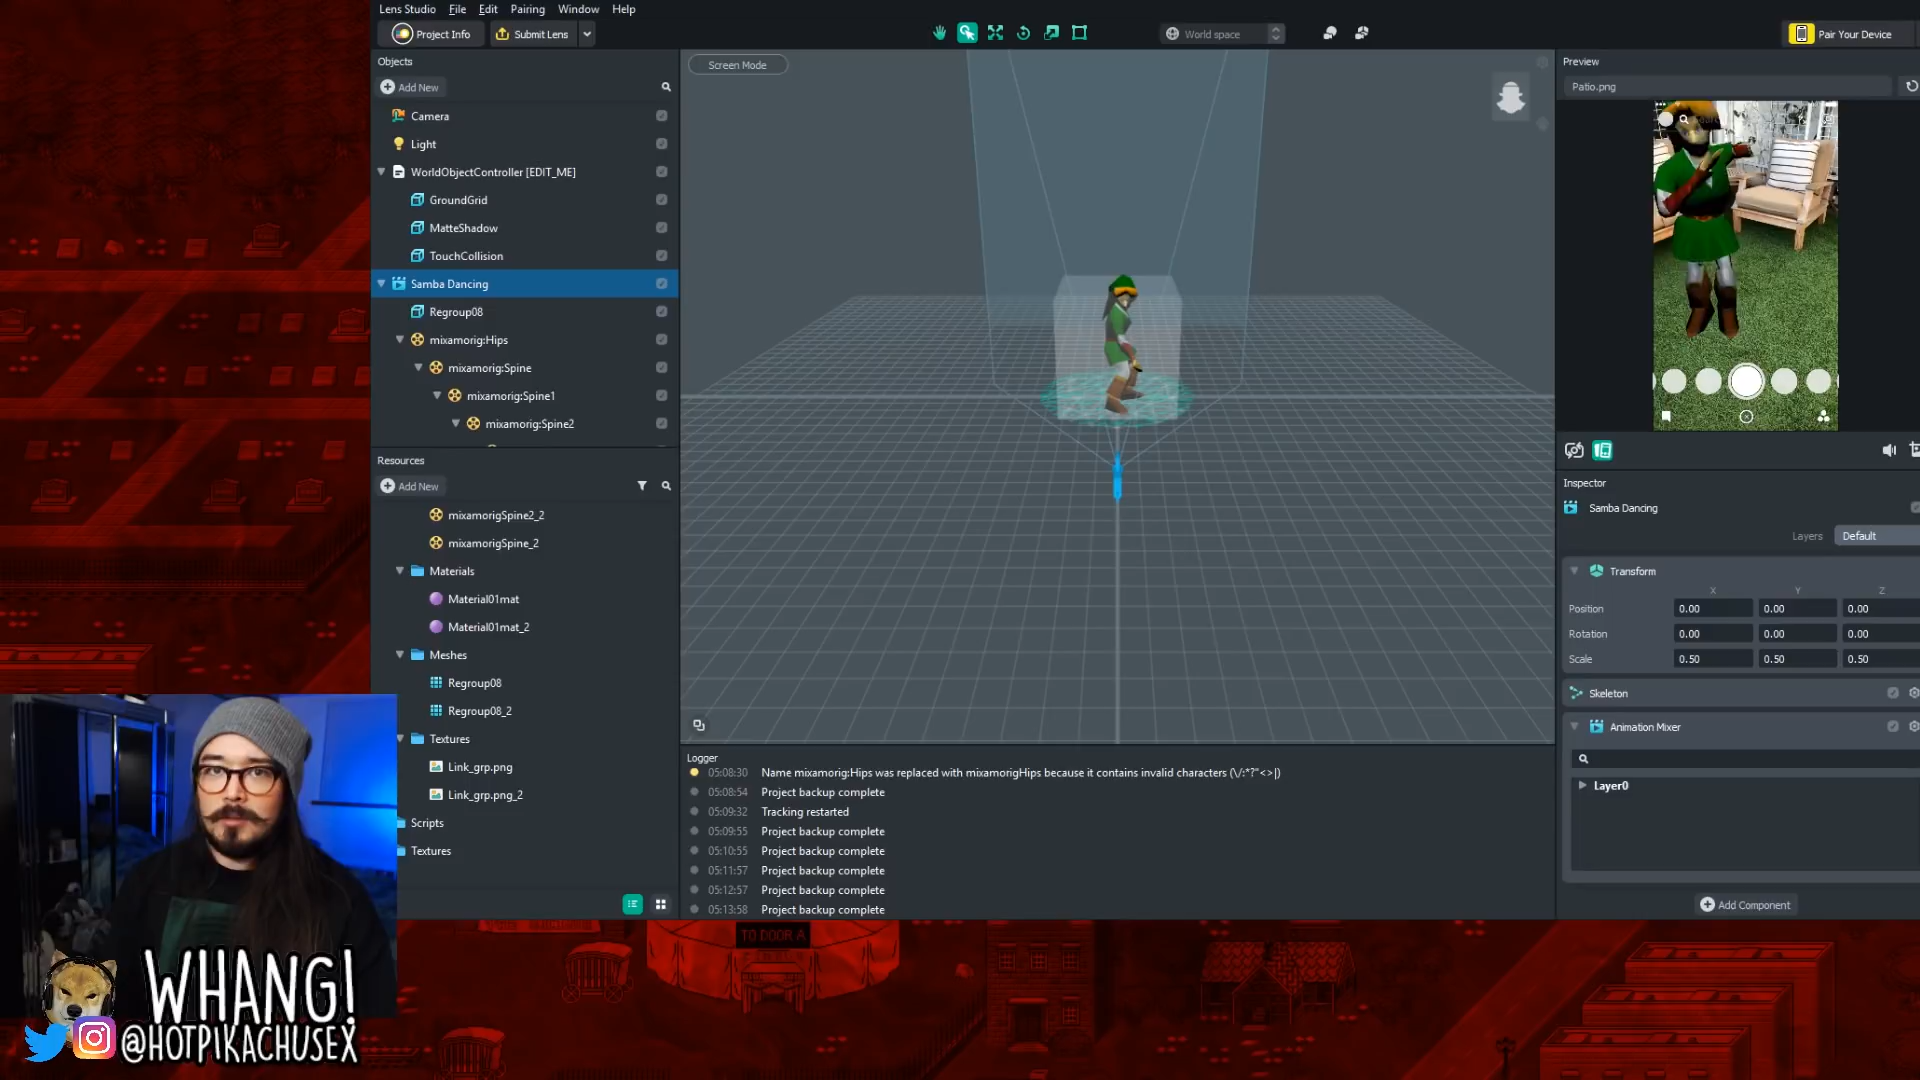 Lens Studio File Edit Pairing Window Help
Project Info Submit Lens World space Pair Your Device
Objects
Add New
Camera
Light
WorldObjectController [EDIT_ME]
GroundGrid
MatteShadow
TouchCollision
Samba Dancing
Regroup08
mixamorig:Hips
mixamorig:Spine
mixamorig:Spine1
mixamorig:Spine2
Resources
Add New
mixamorigSpine2_2
mixamorigSpine_2
Materials
Material01mat
Material01mat_2
Meshes
Regroup08
Regroup08_2
Textures
Link_grp.png
Link_grp.png_2
Scripts
Textures
Screen Mode
Logger
05:08:30 Name mixamorig:Hips was replaced with mixamorigHips because it contains invalid characters (\/:*?"<>|)
05:08:54 Project backup complete
05:09:32 Tracking restarted
05:09:55 Project backup complete
05:10:55 Project backup complete
05:11:57 Project backup complete
05:12:57 Project backup complete
05:13:58 Project backup complete
Preview
Patio.png
Inspector
Samba Dancing
Layers Default
Transform
X Y Z
Position 0.00 0.00 0.00
Rotation 0.00 0.00 0.00
Scale 0.50 0.50 0.50
Skeleton
Animation Mixer
Layer0
Add Component
TO DOOR A
WHANG!
@HOTPIKACHUSEX